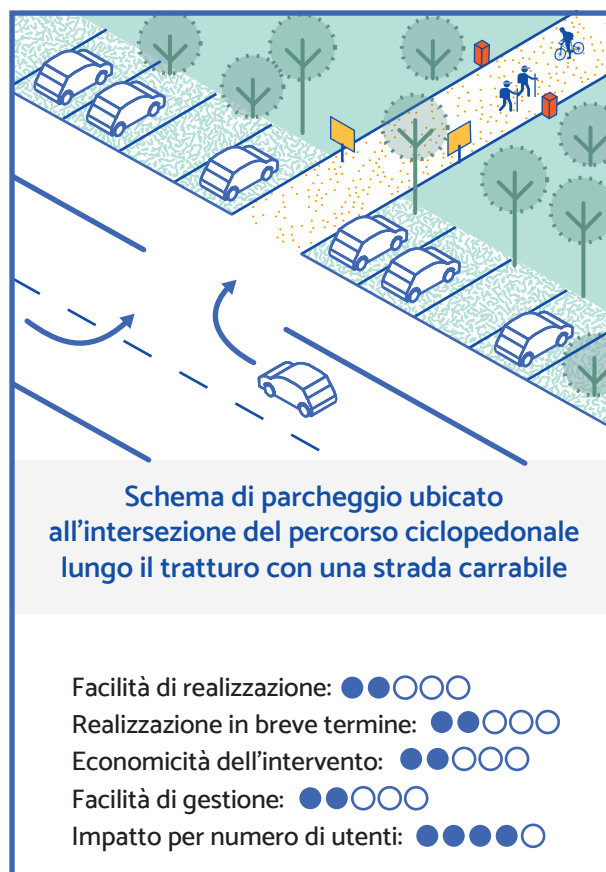 Schema di parcheggio ubicato
all'intersezione del percorso ciclopedonale
lungo il tratturo con una strada carrabile
Facilità di realizzazione:
Realizzazione in breve termine:
Economicità dell'intervento:
Facilità di gestione:
Impatto per numero di utenti: